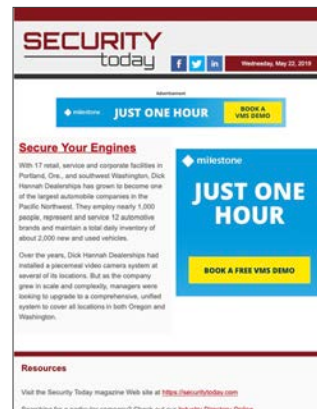 SECURITY
today
Wednesday, May 22, 2019
Advertisement
milestone
JUST ONE HOUR
BOOK A
VMS DEMO
Secure Your Engines
With 17 retail, service and corporate facilities in
Portland, Ore., and southwest Washington, Dick
Hannah Dealerships has grown to become one
of the largest automobile companies in the
Pacific Northwest. They employ nearly 1,000
people, represent and service 12 automotive
brands and maintain a total daily inventory of
about 2,000 new and used vehicles.
Over the years, Dick Hannah Dealerships had
installed a piecemeal video camera system at
several of its locations. But as the company
grew in scale and complexity, managers were
looking to upgrade to a comprehensive, unified
system to cover all locations in both Oregon and
Washington.
milestone
JUST ONE
HOUR
BOOK A FREE VMS DEMO
Resources
Visit the Security Today magazine Web site at https://securitytoday.com